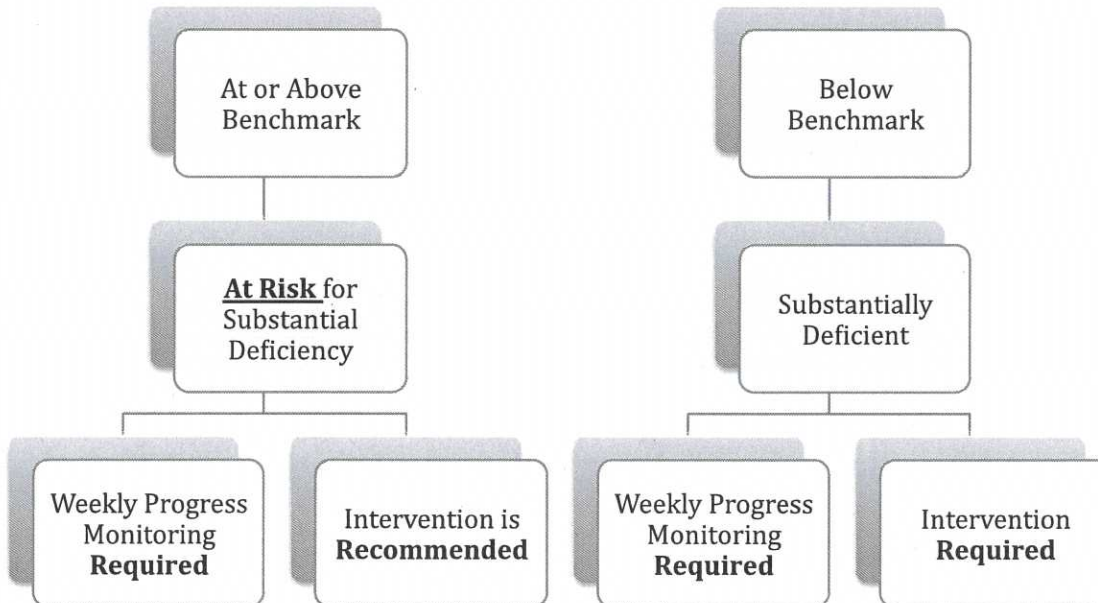 At or Above
Benchmark
Below
Benchmark
At Risk for
Substantial
Deficiency
Substantially
Deficient
Weekly Progress
Monitoring
Required
Intervention is
Recommended
Weekly Progress
Monitoring
Required
Intervention
Required